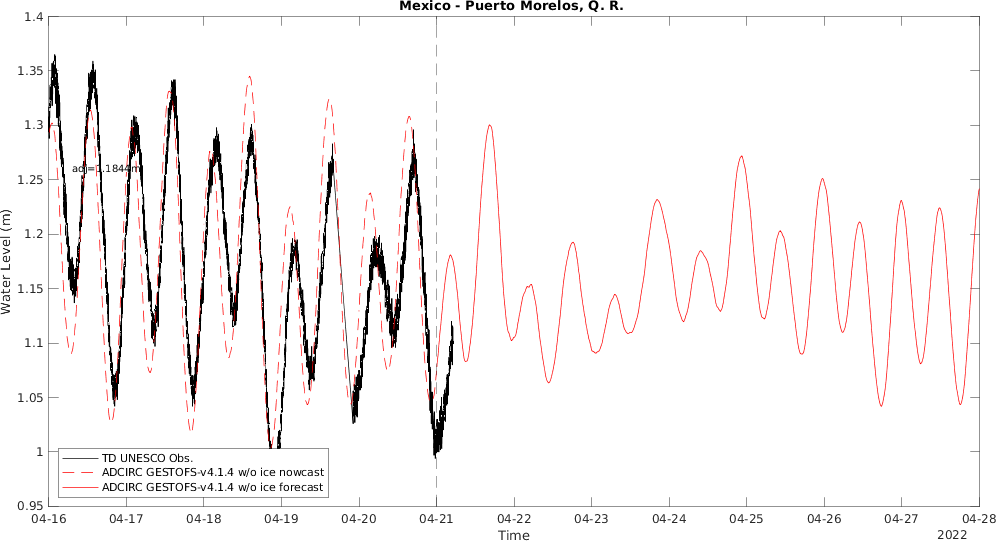 Mexico - Puerto Morelos, Q. R.
1.4
1.35
1.3
1.25
1.2
1.15
1.1
1.05
1
0.95
Water Level (m)
adj=1.1844m
TD UNESCO Obs.
ADCIRC GESTOFS-v4.1.4 w/o ice nowcast
ADCIRC GESTOFS-v4.1.4 w/o ice forecast
04-16 04-17 04-18 04-19 04-20 04-21 04-22 04-23 04-24 04-25 04-26 04-27 04-28
Time
2022